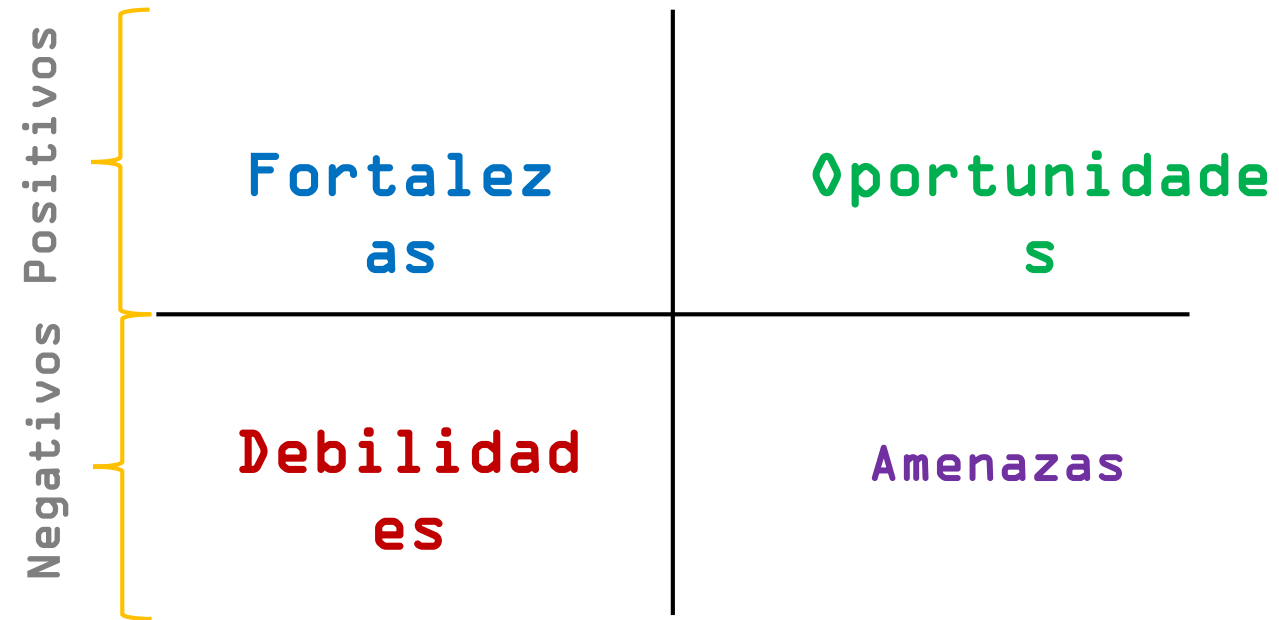 Positivos
Fortalez
as
Oportunidade
s
Negativos
Debilidad
es
Amenazas